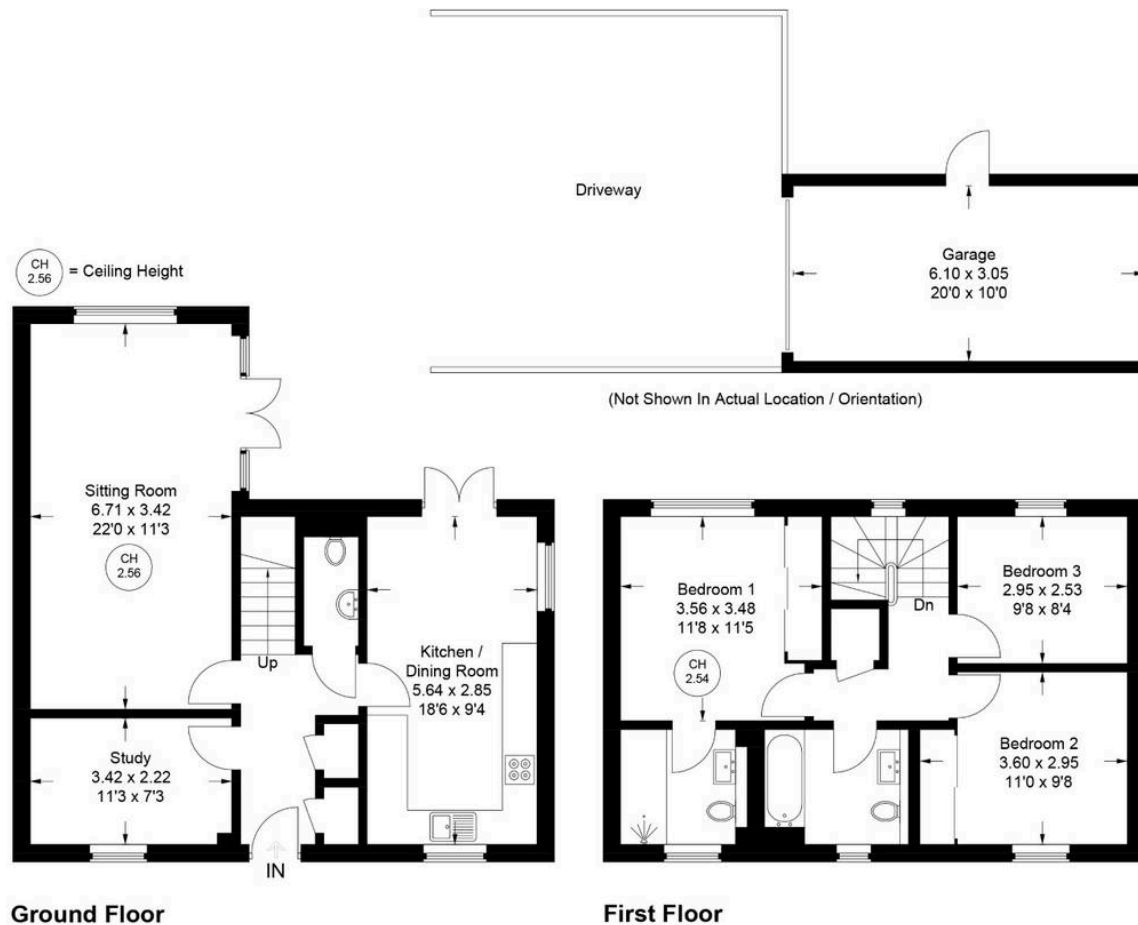 Driveway
Garage
6.10 x 3.05
20'0 x 10'0
(Not Shown In Actual Location / Orientation)
CH
2.56
= Ceiling Height
Sitting Room
6.71 x 3.42
22'0 x 11'3
CH
2.56
Up
Kitchen /
Dining Room
5.64 x 2.85
18'6 x 9'4
Study
3.42 x 2.22
11'3 x 7'3
IN
Ground Floor
Bedroom 1
3.56 x 3.48
11'8 x 11'5
CH
2.54
Dn
Bedroom 3
2.95 x 2.53
9'8 x 8'4
Bedroom 2
3.60 x 2.95
11'0 x 9'8
First Floor